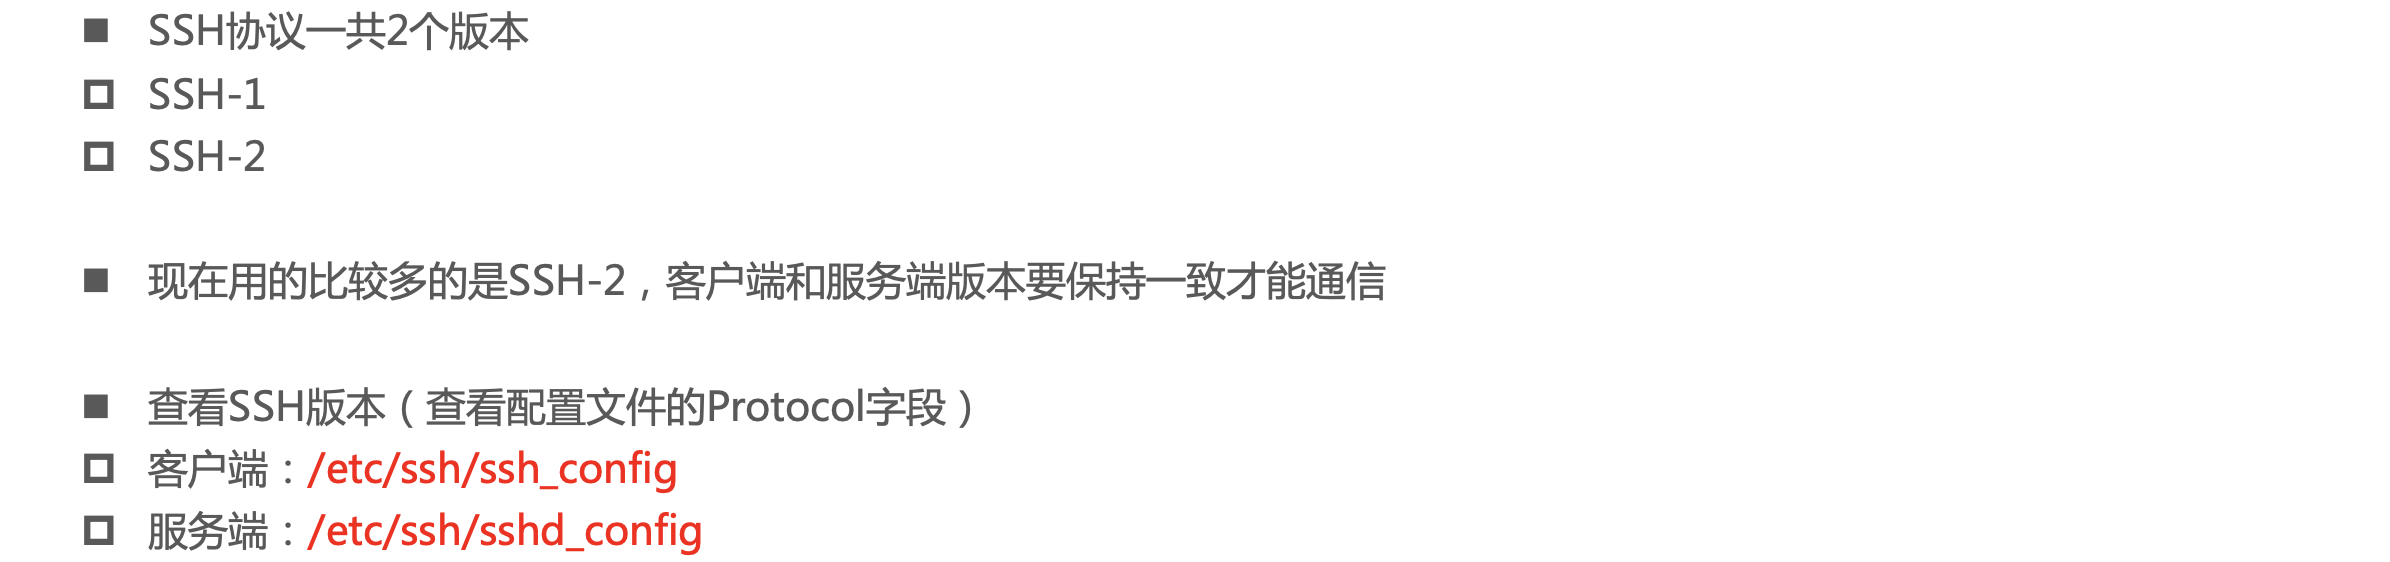 SSH协议一共2个版本
SSH-1
SSH-2
现在用的比较多的是SSH-2，客户端和服务端版本要保持一致才能通信
查看SSH版本（查看配置文件的Protocol字段）
客户端：/etc/ssh/ssh_config
服务端：/etc/ssh/sshd_config